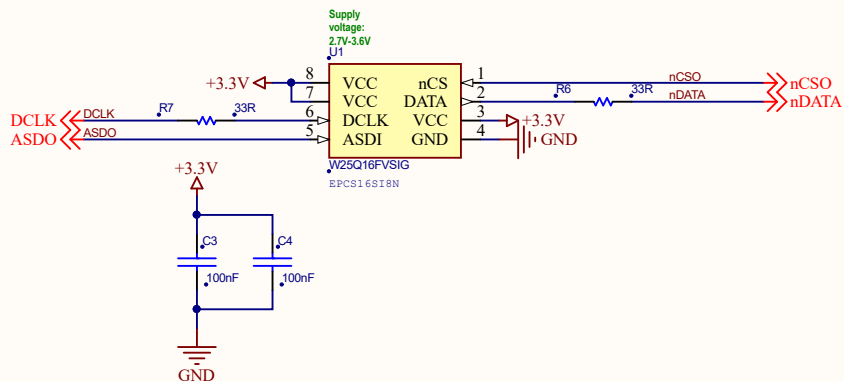 Supply
voltage:
2.7V-3.6V
U1
+3.3V 8 VCC nCS 1 nCSO nCSO
7 VCC DATA 2 R6 33R nDATA nDATA
DCLK DCLK R7 33R 6 DCLK VCC 3 +3.3V
ASDO ASDO 5 ASDI GND 4 GND
W25Q16FVSIG
EPCS16SI8N
+3.3V
C3 C4
100nF 100nF
GND